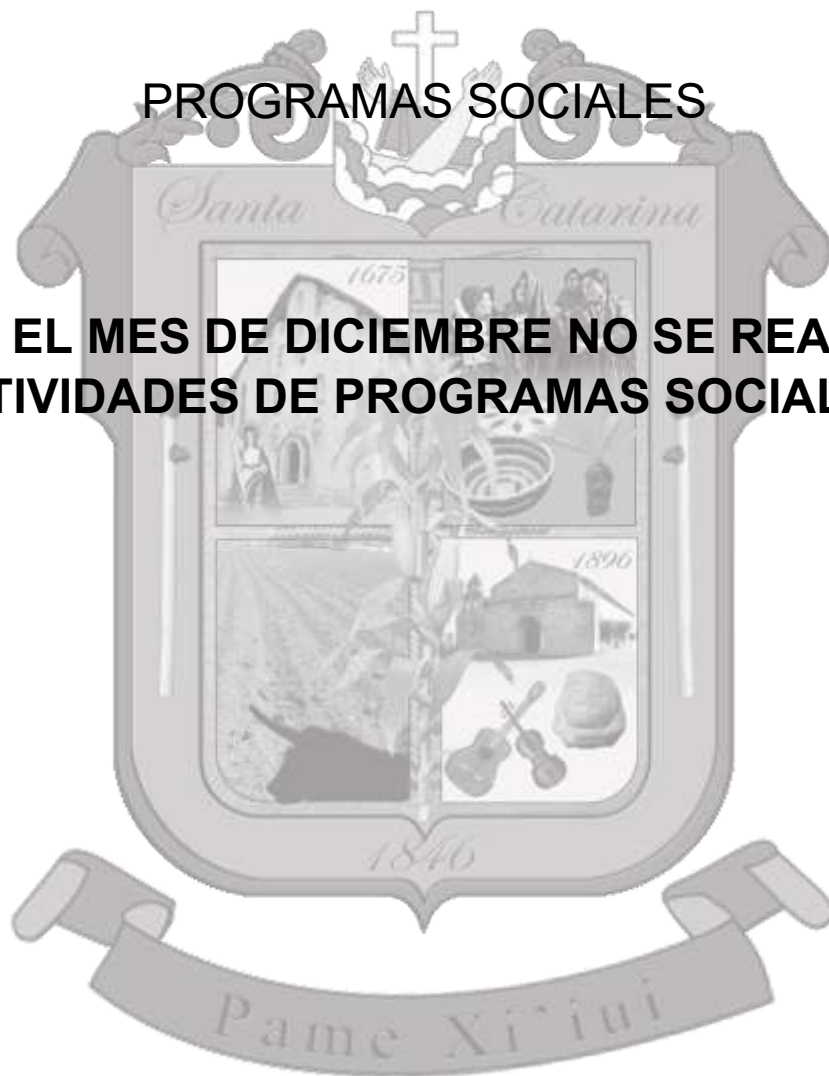 PROGRAMAS SOCIALES
Santa Catarina
1675
EL MES DE DICIEMBRE NO SE REA
TIVIDADES DE PROGRAMAS SOCIAL
1896
1846
Pame Xi´iui